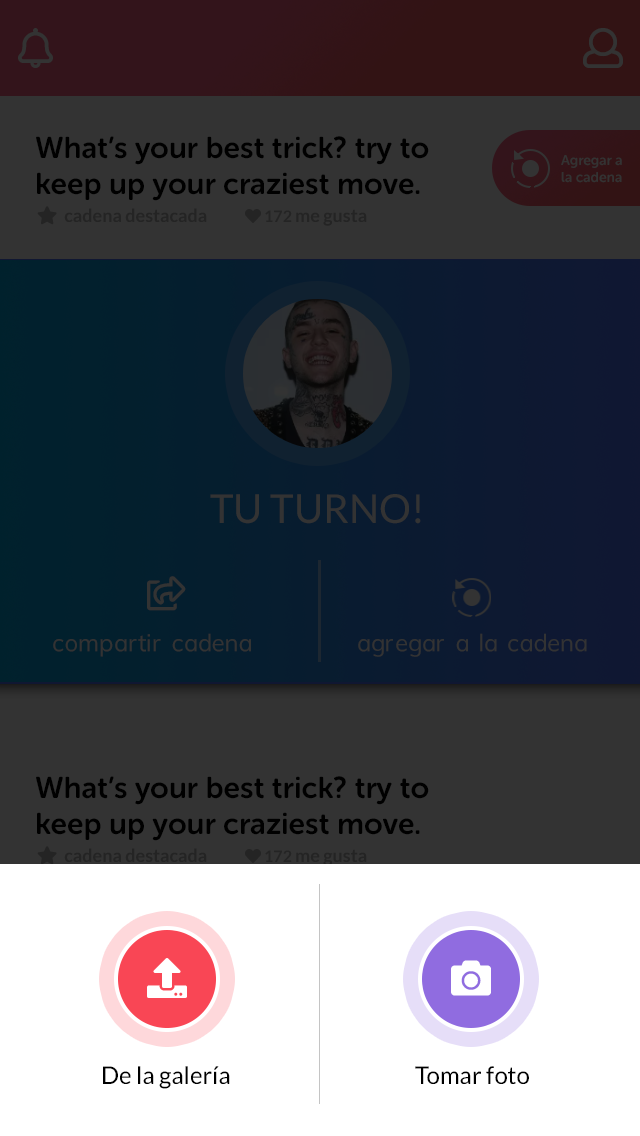 What's your best trick? try to
keep up your craziest move.
cadena destacada
172 me gusta
Agregar a
la cadena
TU TURNO!
compartir cadena
agregar a la cadena
What's your best trick? try to
keep up your craziest move.
cadena destacada
172 me gusta
De la galería
Tomar foto